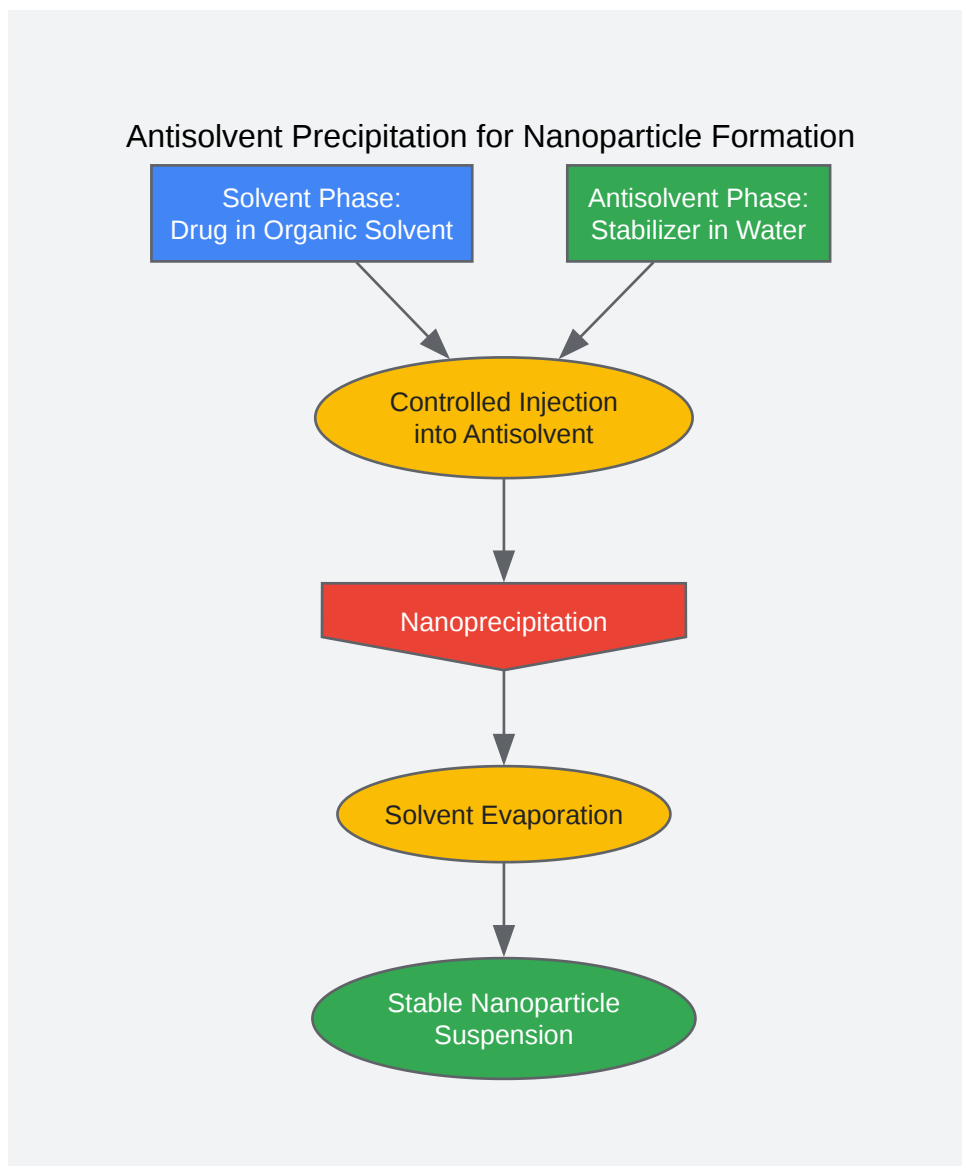 Antisolvent Precipitation for Nanoparticle Formation
Solvent Phase:
Drug in Organic Solvent
Antisolvent Phase:
Stabilizer in Water
Controlled Injection
into Antisolvent
Nanoprecipitation
Solvent Evaporation
Stable Nanoparticle
Suspension